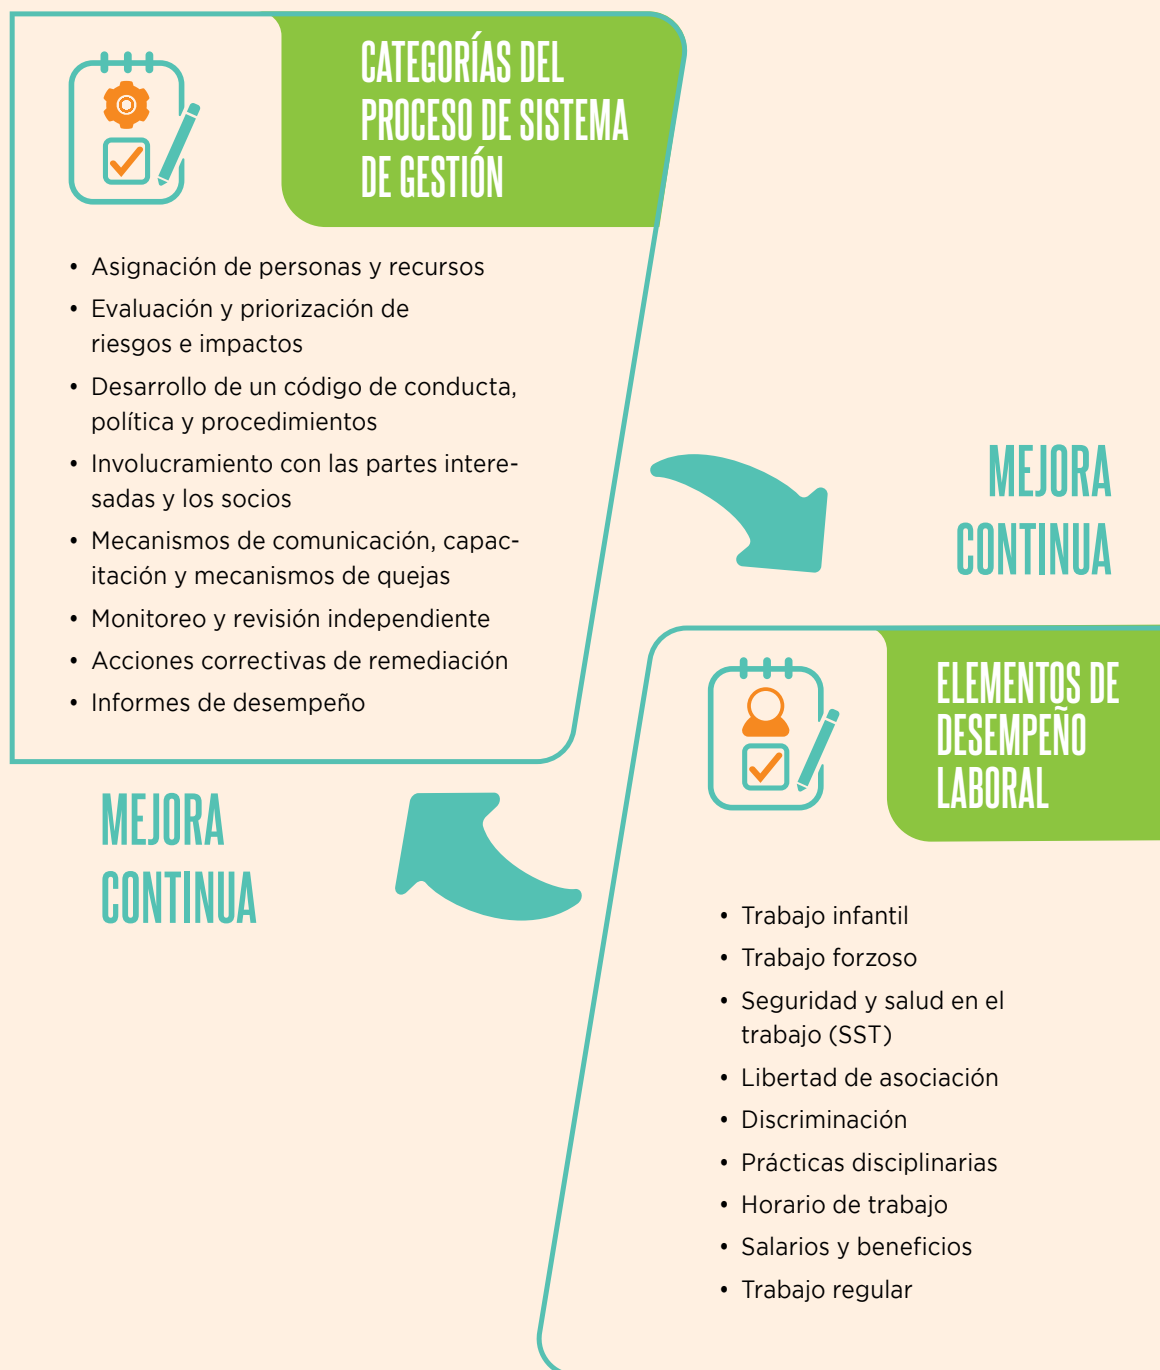 CATEGORÍAS DEL
PROCESO DE SISTEMA
DE GESTIÓN
• Asignación de personas y recursos
• Evaluación y priorización de
riesgos e impactos
• Desarrollo de un código de conducta,
política y procedimientos
• Involucramiento con las partes intere-
sadas y los socios
• Mecanismos de comunicación, capac-
itación y mecanismos de quejas
• Monitoreo y revisión independiente
• Acciones correctivas de remediación
• Informes de desempeño
MEJORA
CONTINUA
ELEMENTOS DE
DESEMPEÑO
LABORAL
• Trabajo infantil
• Trabajo forzoso
• Seguridad y salud en el
trabajo (SST)
• Libertad de asociación
• Discriminación
• Prácticas disciplinarias
• Horario de trabajo
• Salarios y beneficios
• Trabajo regular
MEJORA
CONTINUA